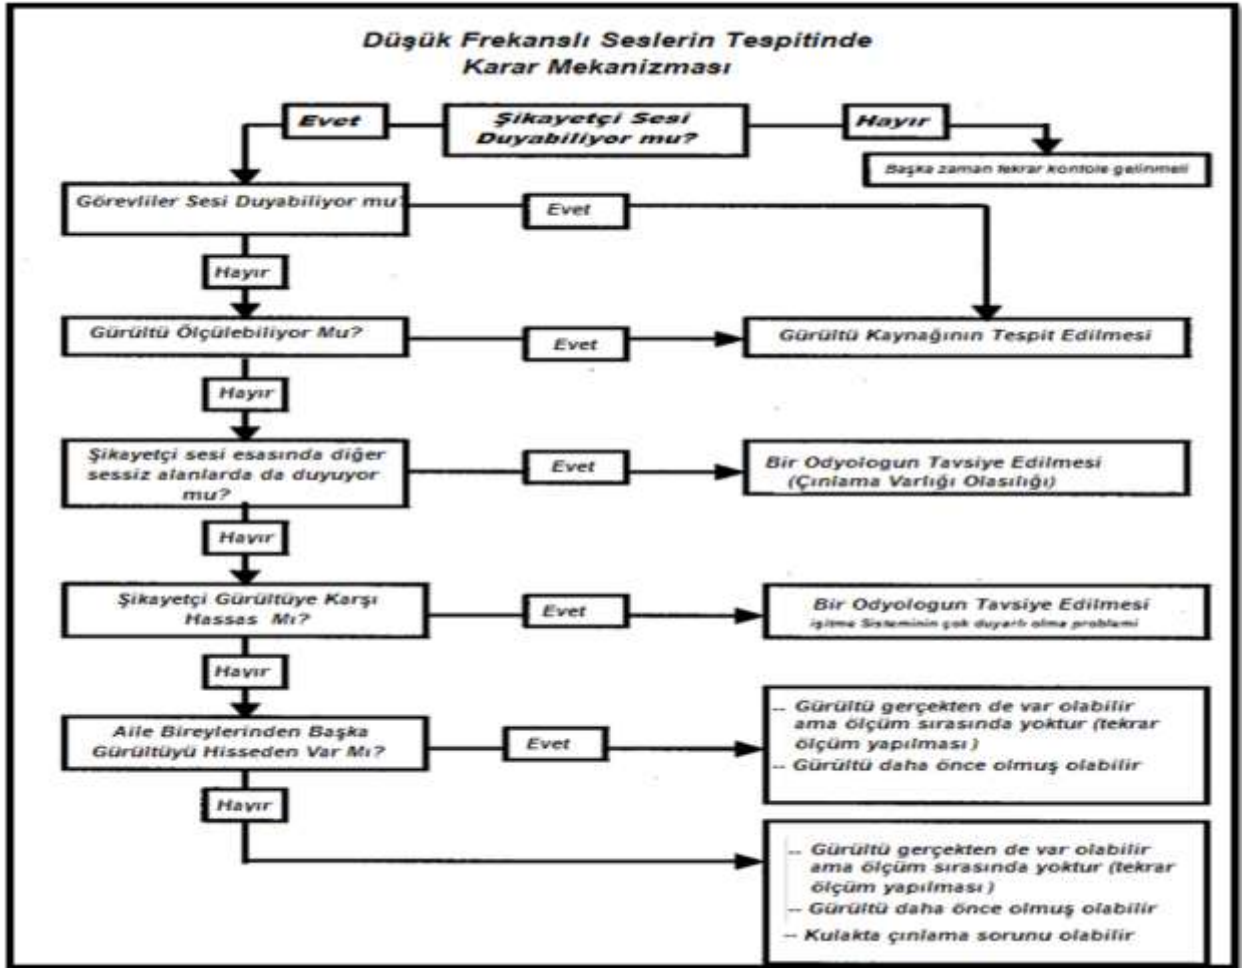 Düşük Frekanslı Seslerin Tespitinde
Karar Mekanizması
Evet
Şikayetçi Sesi
Duyabiliyor mu?
Hayır
Başka zaman tekrar kontole gelinmeli
Görevliler Sesi Duyabiliyor mu?
Evet
Hayır
Gürültü Ölçülebiliyor Mu?
Evet
Gürültü Kaynağının Tespit Edilmesi
Hayır
Şikayetçi sesi esasında diğer
sessiz alanlarda da duyuyor
mu?
Evet
Bir Odyologun Tavsiye Edilmesi
(Çınlama Varlığı Olasılığı)
Hayır
Şikayetçi Gürültüye Karşı
Hassas Mı?
Evet
Bir Odyologun Tavsiye Edilmesi
işitme Sisteminin çok duyarlı olma problemi
Hayır
Aile Bireylerinden Başka
Gürültüyü Hisseden Var Mı?
Evet
-- Gürültü gerçekten de var olabilir
ama ölçüm sırasında yoktur (tekrar
ölçüm yapılması )
-- Gürültü daha önce olmuş olabilir
Hayır
-- Gürültü gerçekten de var olabilir
ama ölçüm sırasında yoktur (tekrar
ölçüm yapılması )
-- Gürültü daha önce olmuş olabilir
-- Kulakta çınlama sorunu olabilir